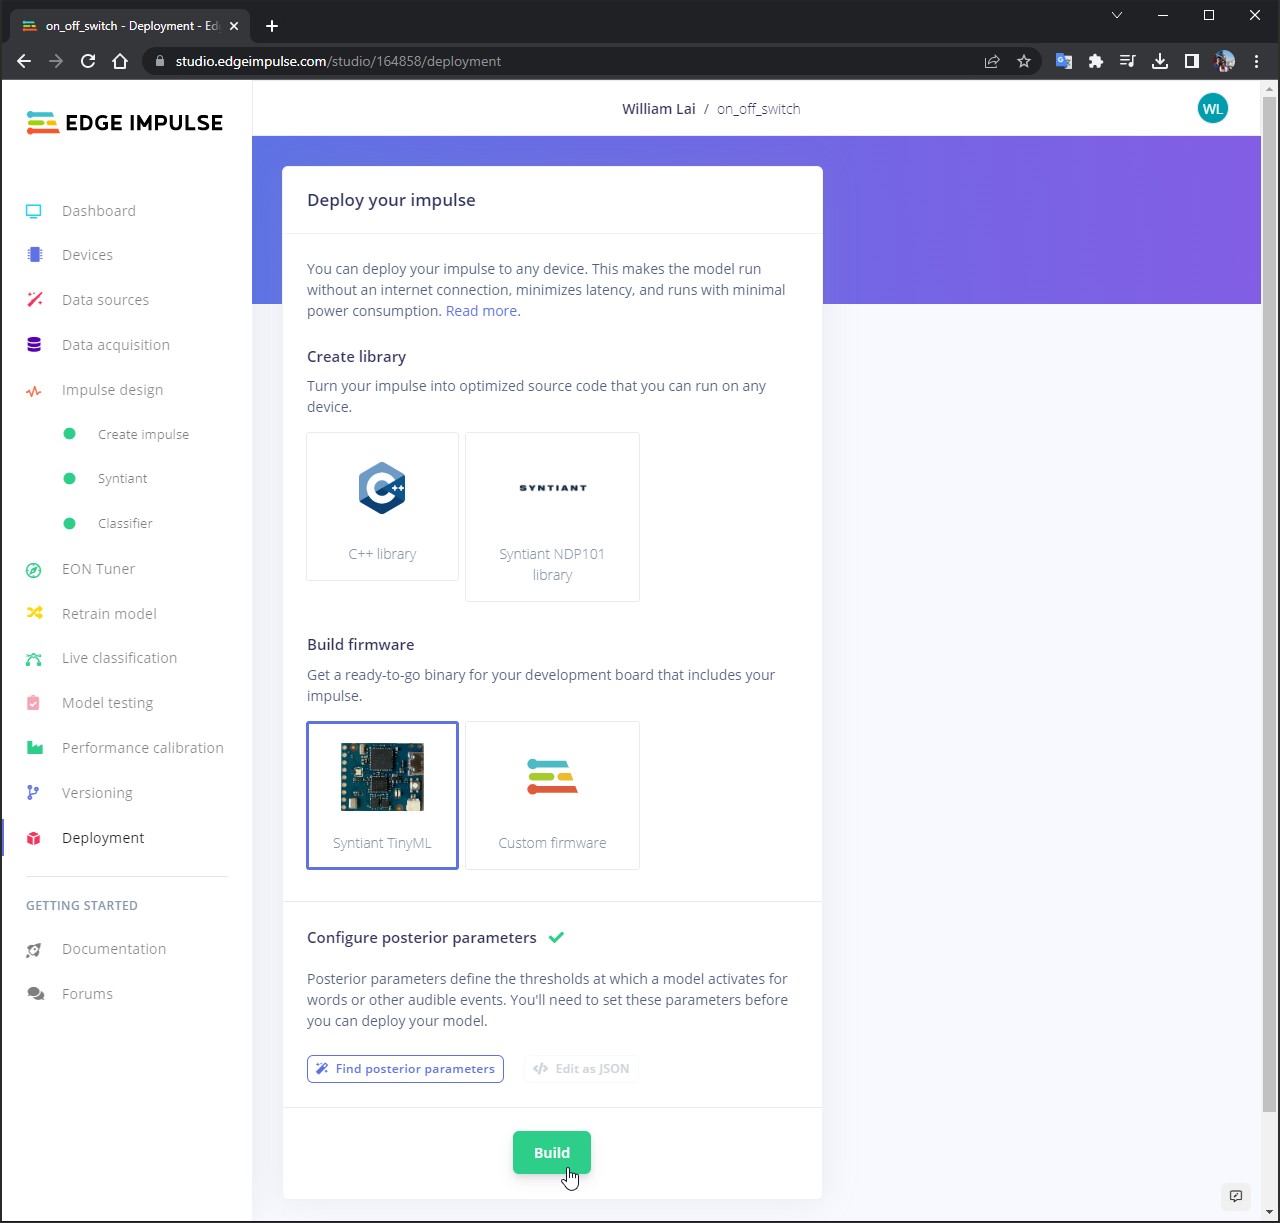 on_off_switch - Deployment - Ed
studio.edgeimpulse.com/studio/164858/deployment
EDGE IMPULSE
William Lai / on_off_switch
WL
Dashboard
Devices
Data sources
Data acquisition
Impulse design
Create impulse
Syntiant
Classifier
EON Tuner
Retrain model
Live classification
Model testing
Performance calibration
Versioning
Deployment
GETTING STARTED
Documentation
Forums
Deploy your impulse
You can deploy your impulse to any device. This makes the model run
without an internet connection, minimizes latency, and runs with minimal
power consumption. Read more.
Create library
Turn your impulse into optimized source code that you can run on any
device.
C++
C++ library
SYNTIANT
Syntiant NDP101
library
Build firmware
Get a ready-to-go binary for your development board that includes your
impulse.
Syntiant TinyML
Custom firmware
Configure posterior parameters
Posterior parameters define the thresholds at which a model activates for
words or other audible events. You'll need to set these parameters before
you can deploy your model.
Find posterior parameters
Edit as JSON
Build